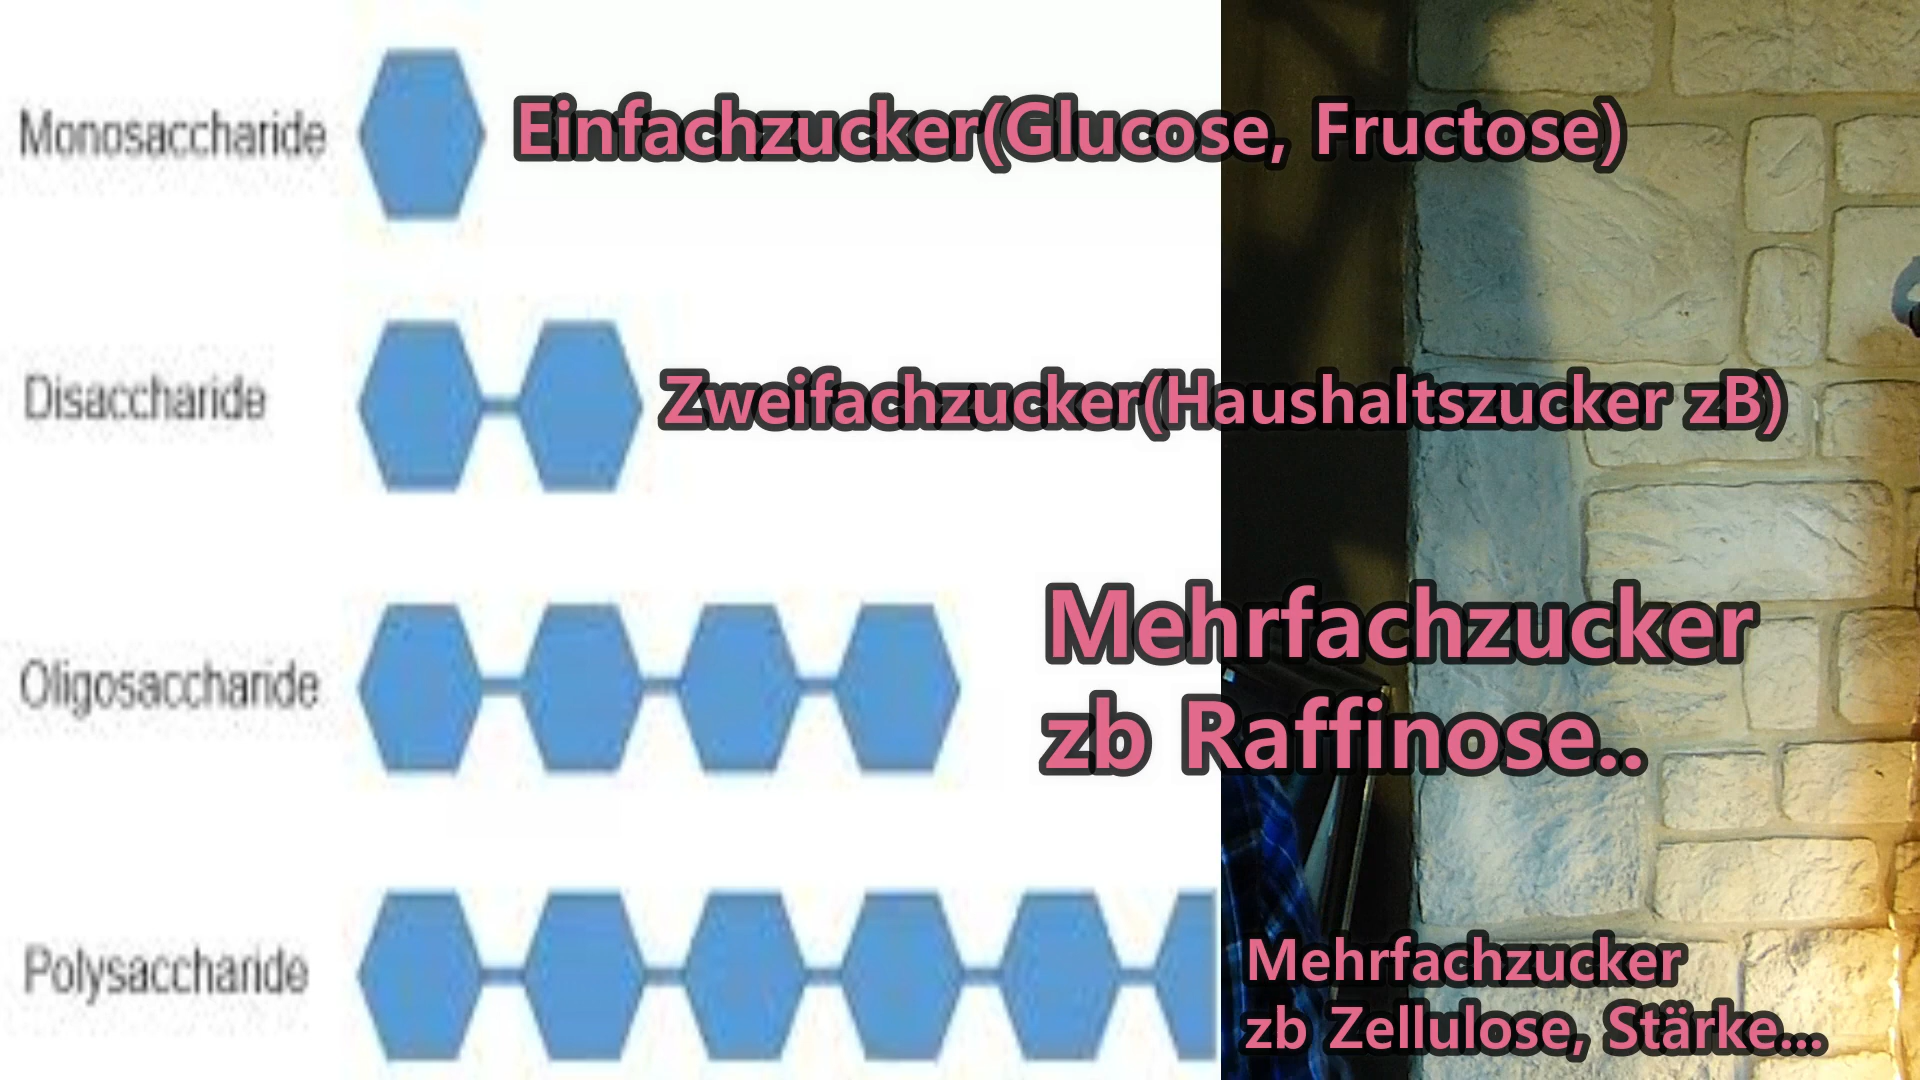 Monosaccharide
Einfachzucker(Glucose, Fructose)
Disaccharide
Zweifachzucker(Haushaltszucker zB)
Oligosaccharide
Mehrfachzucker
zb Raffinose..
Polysaccharide
Mehrfachzucker
zb Zellulose, Stärke...